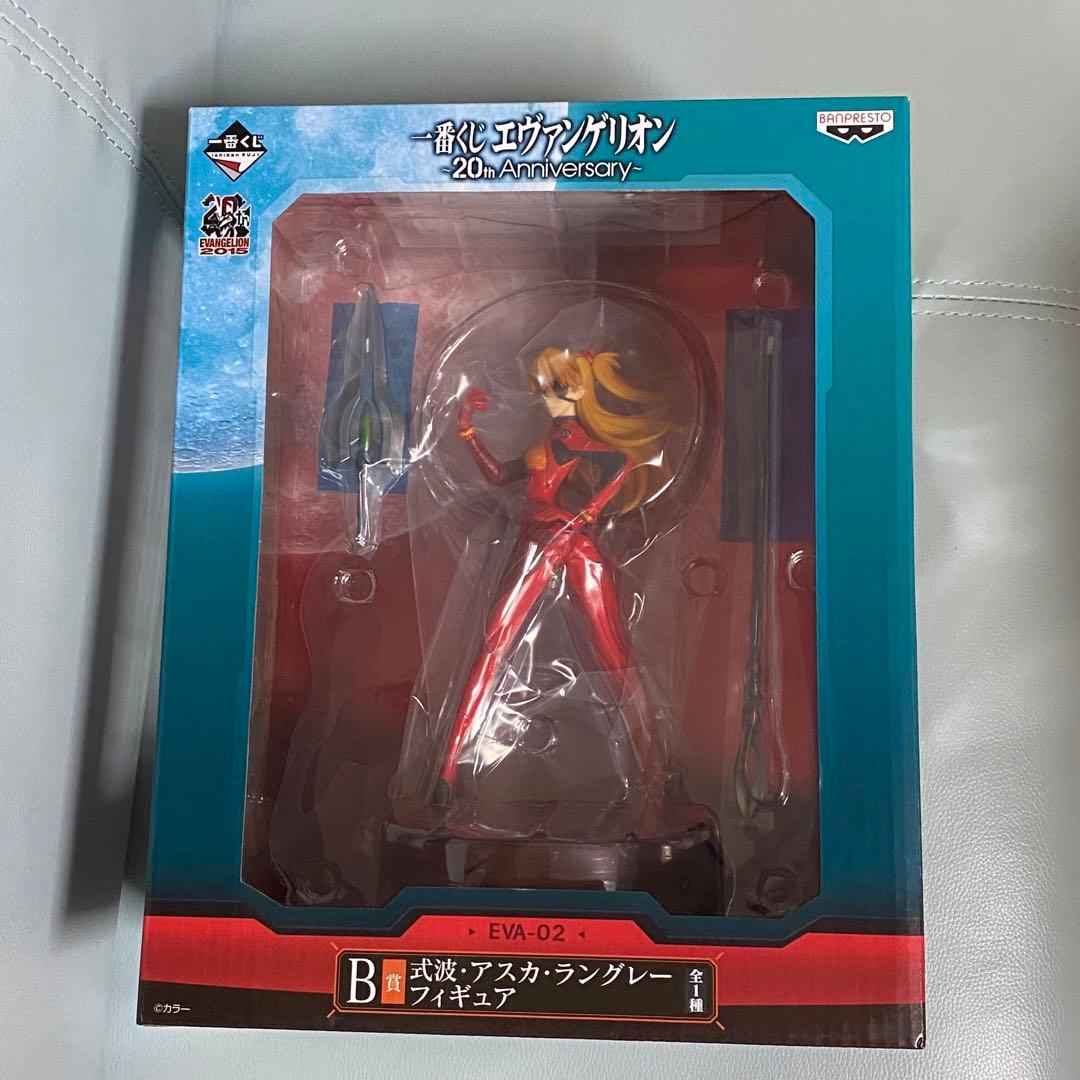 一番くじ
Ichiban KUJI
一番くじ エヴァンゲリオン
~20th Anniversary~
BANPRESTO
20th
EVANGELION
2015
EVA-02
B賞 式波・アスカ・ラングレー
フィギュア
全1種
©カラー